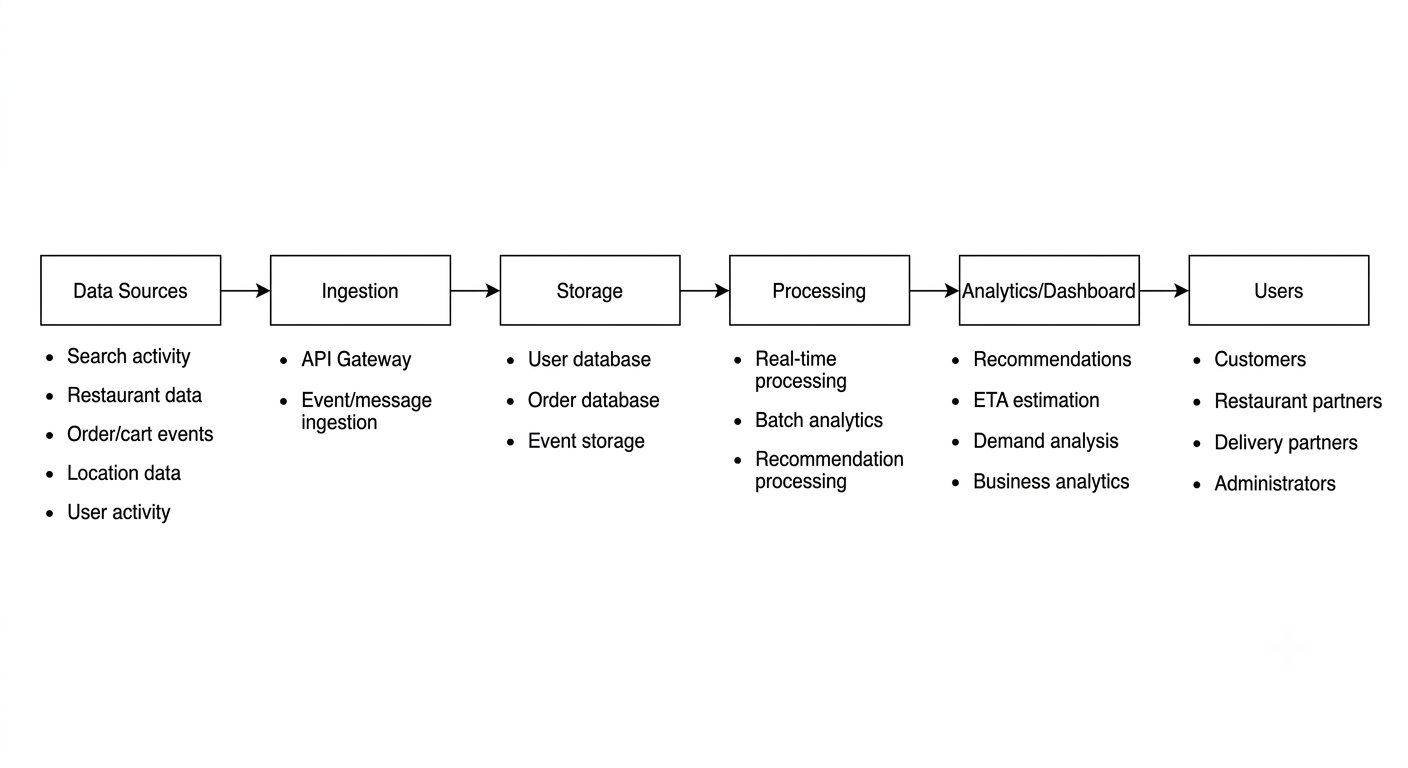 Data Sources
Ingestion
Storage
Processing
Analytics/Dashboard
Users
• Search activity
• Restaurant data
• Order/cart events
• Location data
• User activity
• API Gateway
• Event/message
ingestion
• User database
• Order database
• Event storage
• Real-time
processing
• Batch analytics
• Recommendation
processing
• Recommendations
• ETA estimation
• Demand analysis
• Business analytics
• Customers
• Restaurant partners
• Delivery partners
• Administrators